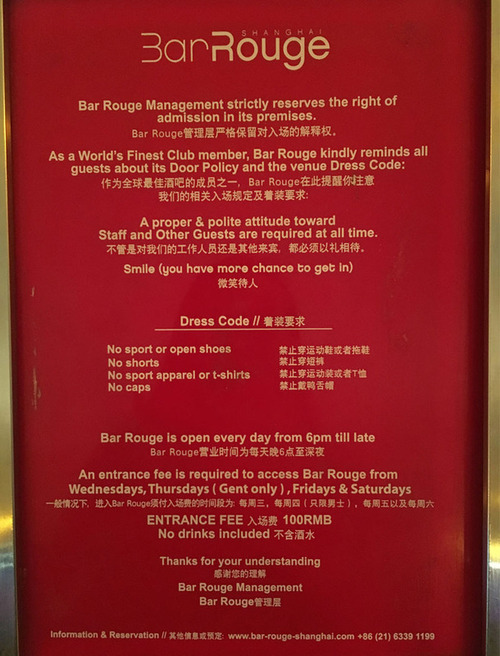 SHANGHAI
BarRouge
Bar Rouge Management strictly reserves the right of
admission in its premises.
Bar Rouge管理层严格保留对入场的解释权。
As a World's Finest Club member, Bar Rouge kindly reminds all
guests about its Door Policy and the venue Dress Code:
作为全球最佳酒吧的成员之一, Bar Rouge在此提醒你注意
我们的相关入场规定及着装要求:
A proper & polite attitude toward
Staff and Other Guests are required at all time.
不管是对我们的工作人员还是其他来宾, 都必须以礼相待。
Smile (you have more chance to get in)
微笑待人
Dress Code // 着装要求
No sport or open shoes 禁止穿运动鞋或者拖鞋
No shorts 禁止穿短裤
No sport apparel or t-shirts 禁止穿运动装或者T恤
No caps 禁止戴鸭舌帽
Bar Rouge is open every day from 6pm till late
Bar Rouge营业时间为每天晚6点至深夜
An entrance fee is required to access Bar Rouge from
Wednesdays, Thursdays ( Gent only ) , Fridays & Saturdays
一般情况下, 进入Bar Rouge须付入场费的时间段为: 每周三, 每周四 ( 只限男士 ) , 每周五以及每周六
ENTRANCE FEE 入场费 100RMB
No drinks included 不含酒水
Thanks for your understanding
感谢您的理解
Bar Rouge Management
Bar Rouge管理层
Information & Reservation // 其他信息或预定: www.bar-rouge-shanghai.com +86 (21) 6339 1199